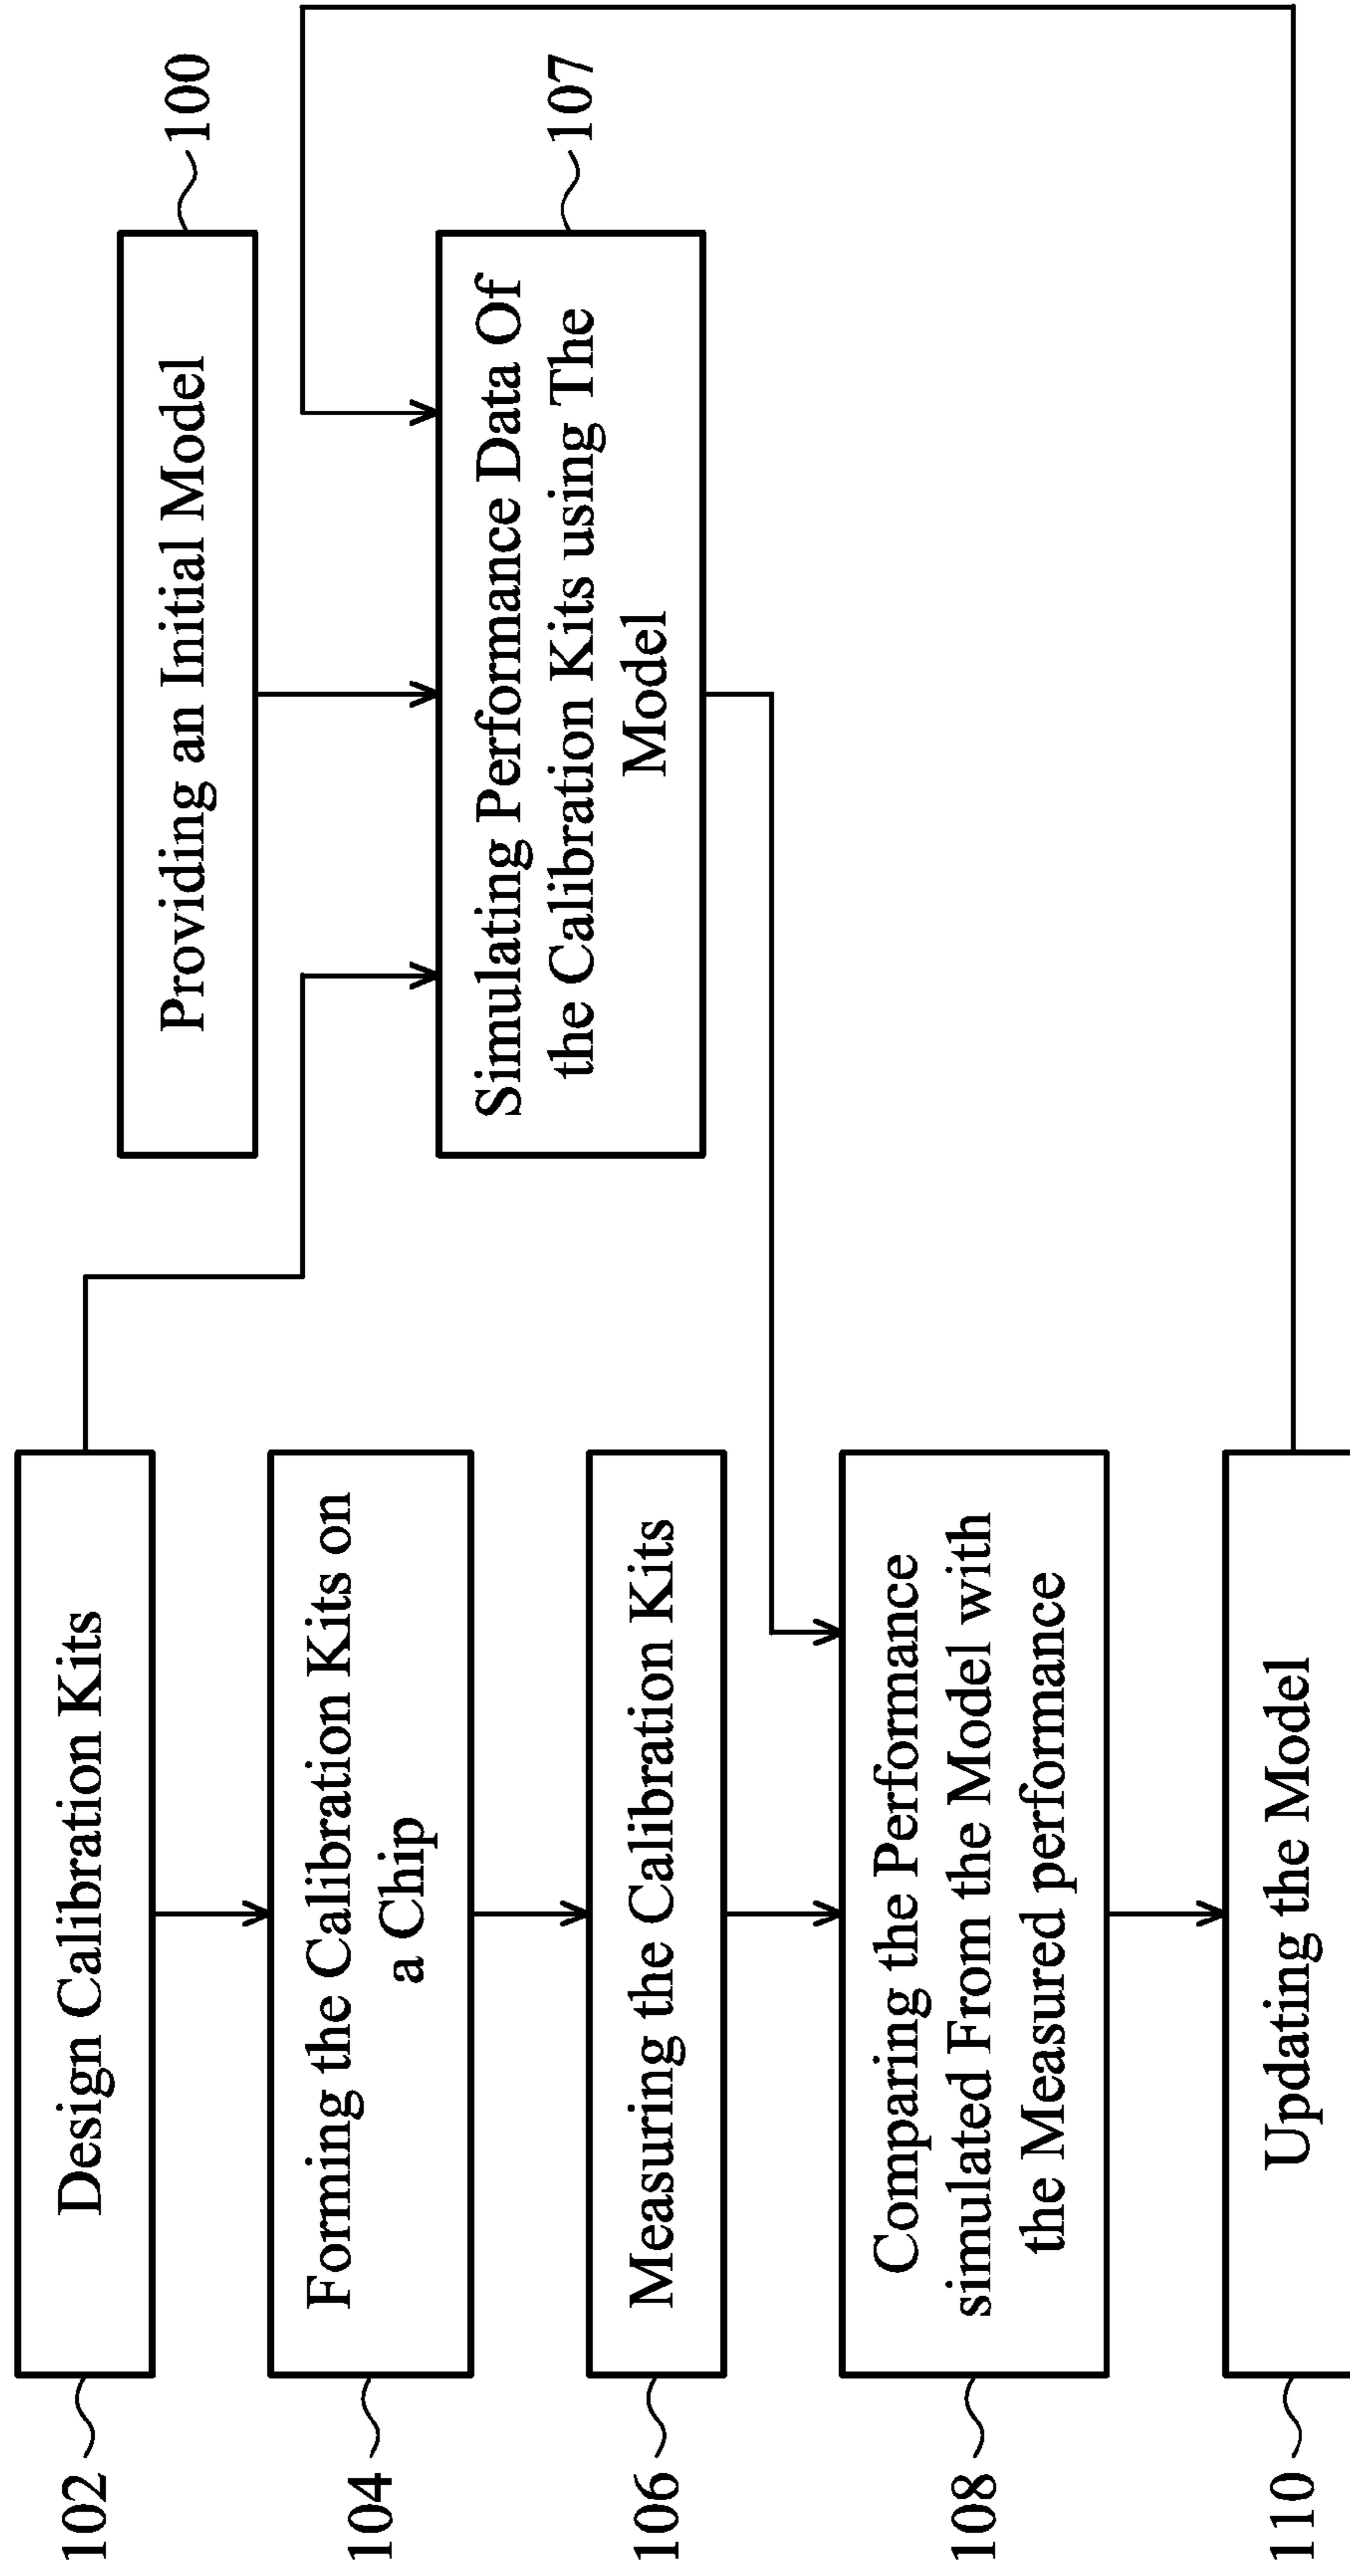 102
Design Calibration Kits
104
Forming the Calibration Kits on
a Chip
106
Measuring the Calibration Kits
108
Comparing the Performance
simulated From the Model with
the Measured performance
110
Updating the Model
Providing an Initial Model
100
Simulating Performance Data Of
the Calibration Kits using The
Model
107